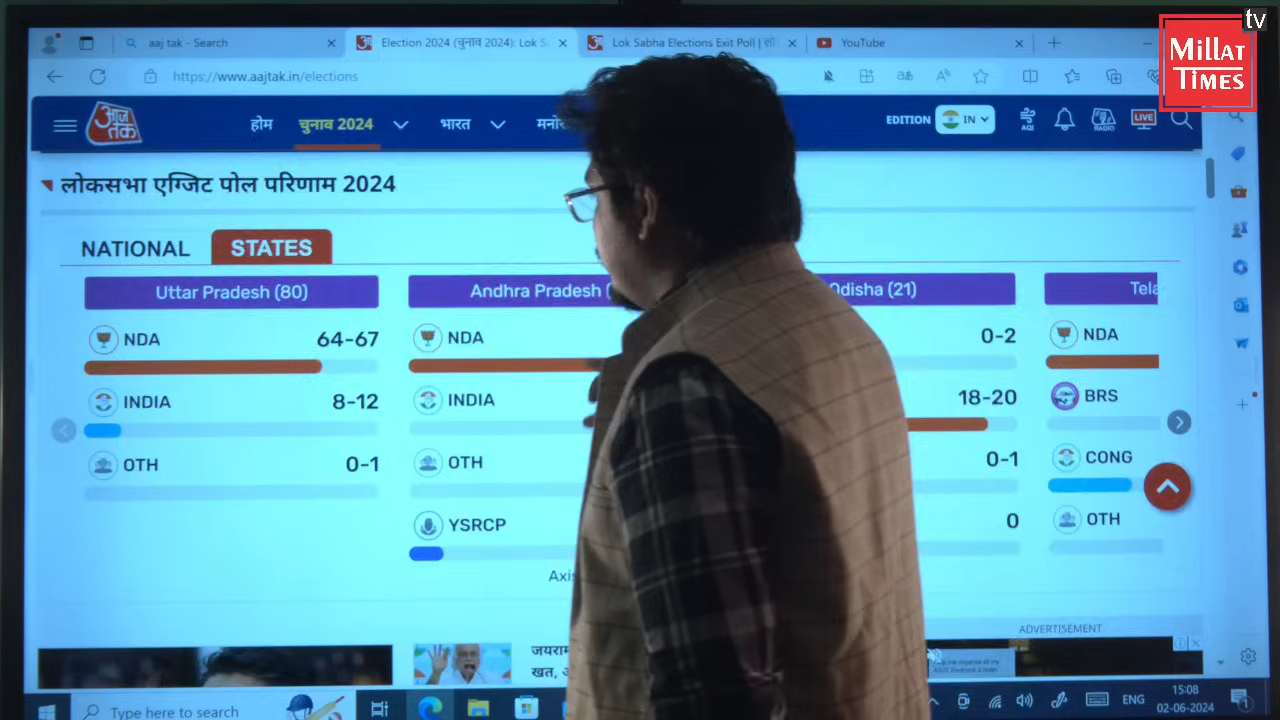 tv
MILLAT
TIMES
aaj tak - Search
Election 2024 (चुनाव 2024): Lok S
Lok Sabha Elections Exit Poll |
YouTube
https://www.aajtak.in/elections
आज तक
होम
चुनाव 2024
भारत
EDITION
IN
AQI
RADIO
LIVE
लोकसभा एग्जिट पोल परिणाम 2024
NATIONAL
STATES
Uttar Pradesh (80)
Andhra Pradesh (
Odisha (21)
NDA 64-67
NDA
0-2
NDA
INDIA 8-12
INDIA
18-20
BRS
OTH 0-1
OTH
0-1
CONG
YSRCP
0
OTH
ADVERTISEMENT
Type here to search
ENG
15:08
02-06-2024